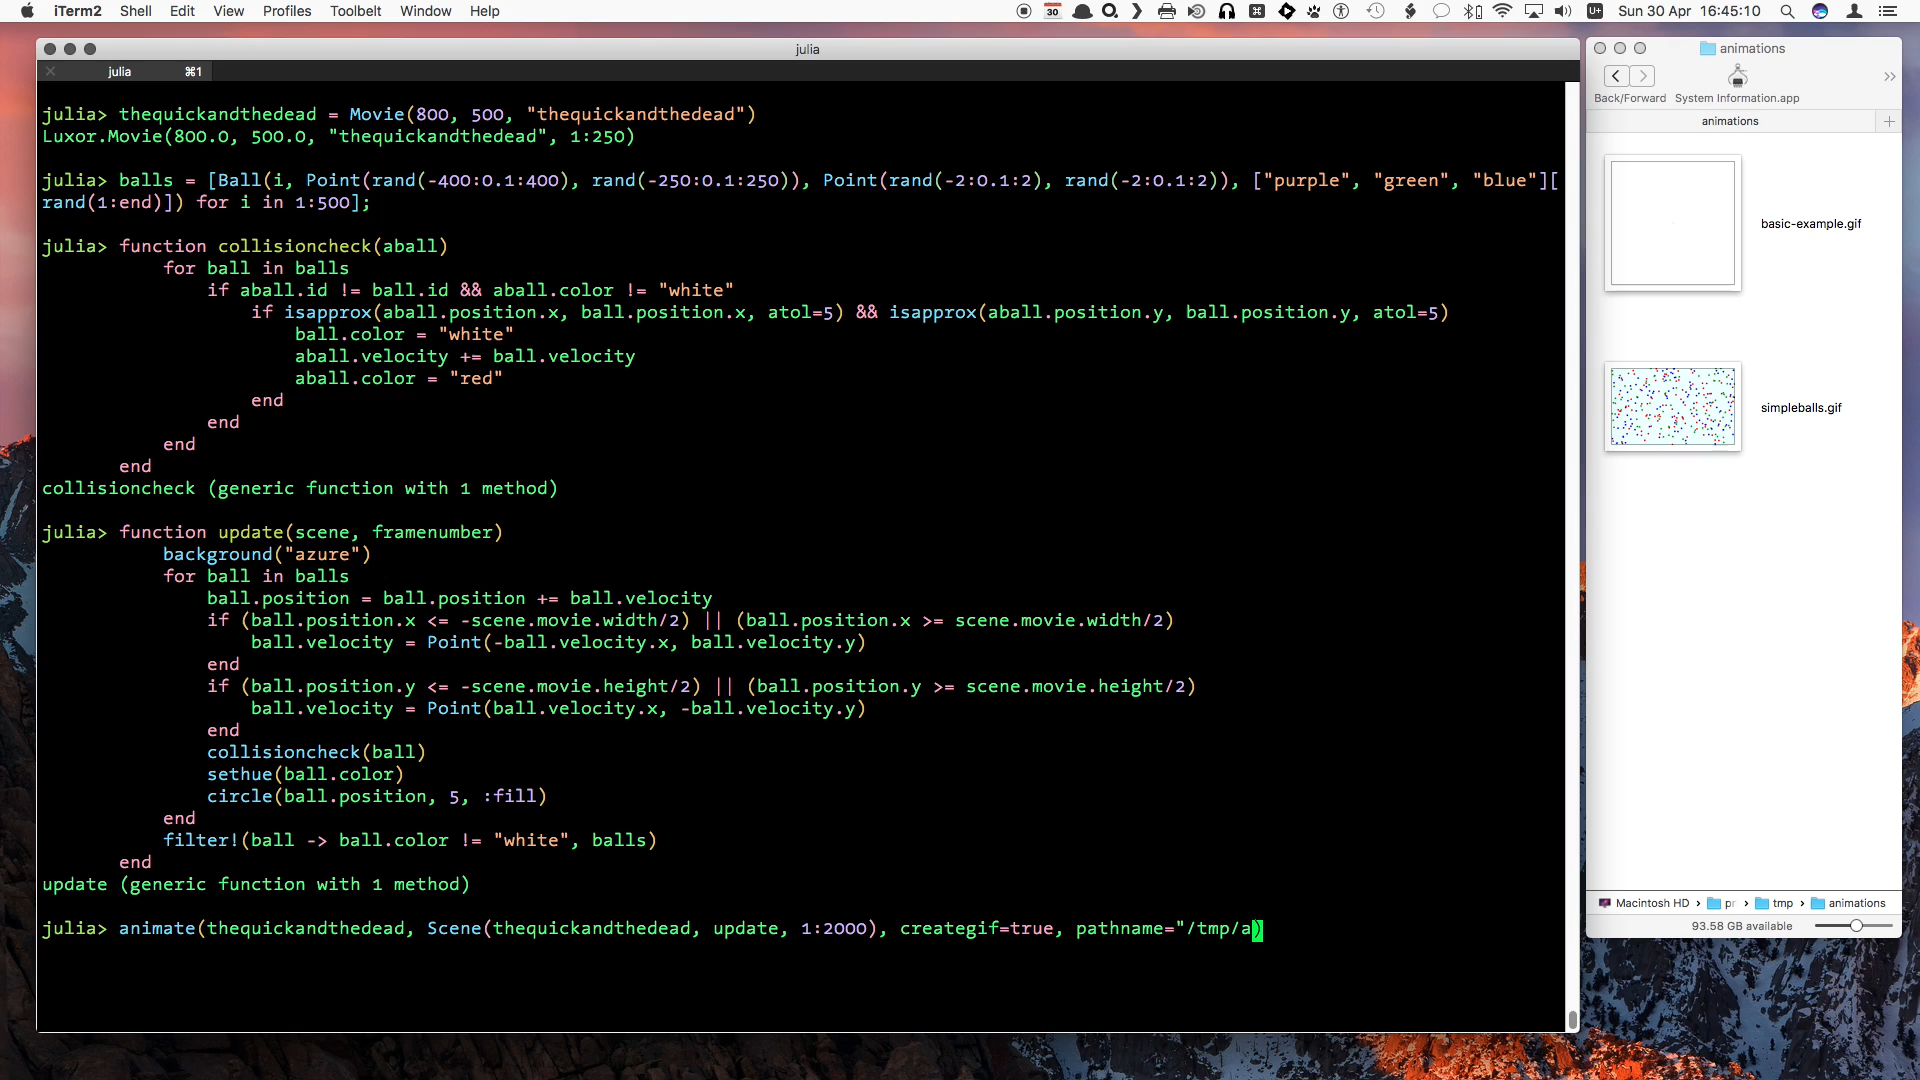 iTerm2 Shell Edit View Profiles Toolbelt Window Help
30 U+ Sun 30 Apr 16:45:10
julia
julia ⌘1
julia> thequickandthedead = Movie(800, 500, "thequickandthedead")
Luxor.Movie(800.0, 500.0, "thequickandthedead", 1:250)
julia> balls = [Ball(i, Point(rand(-400:0.1:400), rand(-250:0.1:250)), Point(rand(-2:0.1:2), rand(-2:0.1:2)), ["purple", "green", "blue"][
rand(1:end)]) for i in 1:500];
julia> function collisioncheck(aball)
for ball in balls
if aball.id != ball.id && aball.color != "white"
if isapprox(aball.position.x, ball.position.x, atol=5) && isapprox(aball.position.y, ball.position.y, atol=5)
ball.color = "white"
aball.velocity += ball.velocity
aball.color = "red"
end
end
end
end
collisioncheck (generic function with 1 method)
julia> function update(scene, framenumber)
background("azure")
for ball in balls
ball.position = ball.position += ball.velocity
if (ball.position.x <= -scene.movie.width/2) || (ball.position.x >= scene.movie.width/2)
ball.velocity = Point(-ball.velocity.x, ball.velocity.y)
end
if (ball.position.y <= -scene.movie.height/2) || (ball.position.y >= scene.movie.height/2)
ball.velocity = Point(ball.velocity.x, -ball.velocity.y)
end
collisioncheck(ball)
sethue(ball.color)
circle(ball.position, 5, :fill)
end
filter!(ball -> ball.color != "white", balls)
end
update (generic function with 1 method)
julia> animate(thequickandthedead, Scene(thequickandthedead, update, 1:2000), creategif=true, pathname="/tmp/a)
animations
Back/Forward System Information.app
animations
basic-example.gif
simpleballs.gif
Macintosh HD › pr › tmp › animations
93.58 GB available